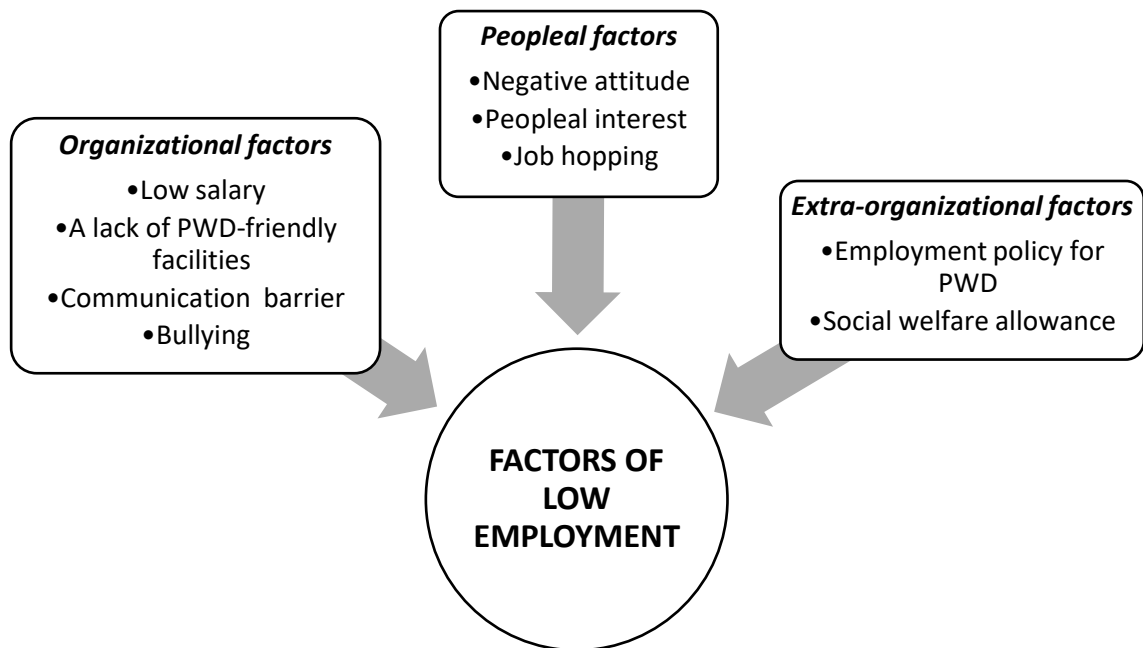 Peopleal factors
•Negative attitude
•Peopleal interest
•Job hopping
Organizational factors
•Low salary
•A lack of PWD-friendly
facilities
•Communication barrier
•Bullying
Extra-organizational factors
•Employment policy for
PWD
•Social welfare allowance
FACTORS OF
LOW
EMPLOYMENT